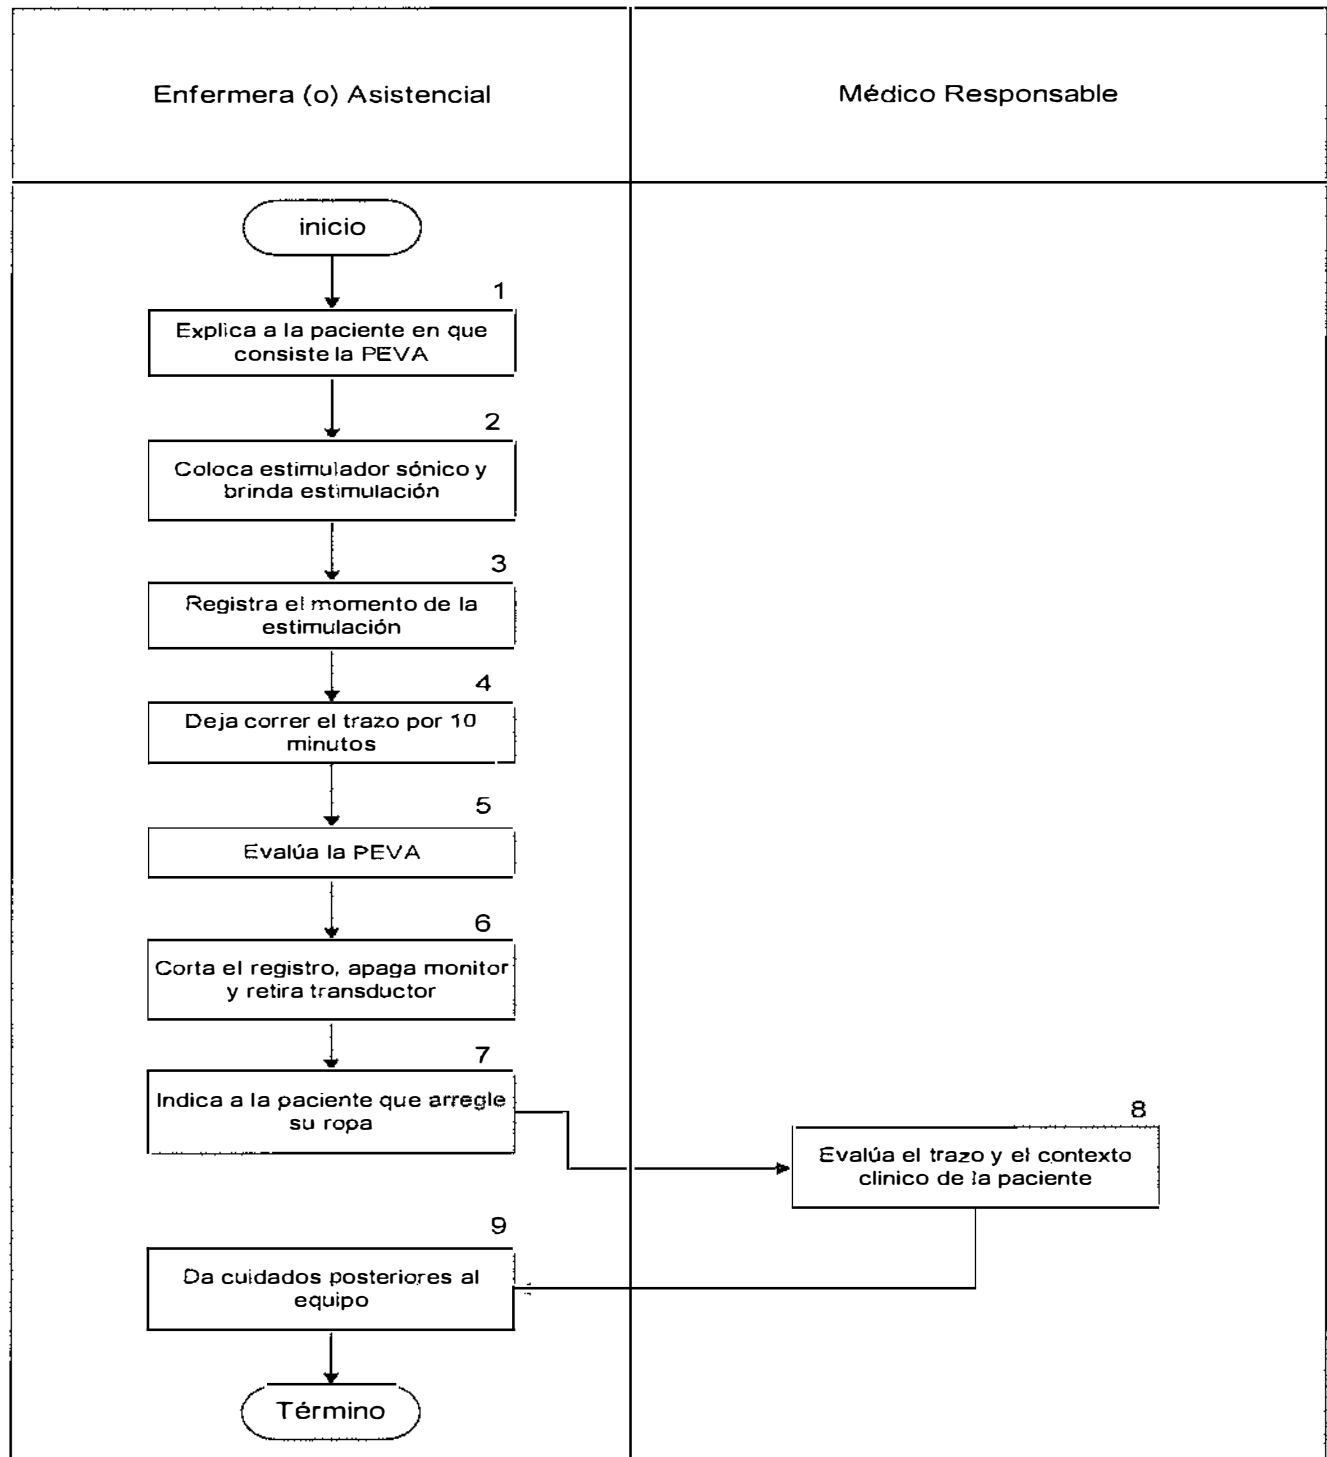 Enfermera (o) Asistencial
Médico Responsable
inicio
1
Explica a la paciente en que
consiste la PEVA
2
Coloca estimulador sónico y
brinda estimulación
3
Registra el momento de la
estimulación
4
Deja correr el trazo por 10
minutos
5
Evalúa la PEVA
6
Corta el registro, apaga monitor
y retira transductor
7
Indica a la paciente que arregle
su ropa
8
Evalúa el trazo y el contexto
clinico de la paciente
9
Da cuidados posteriores al
equipo
Término